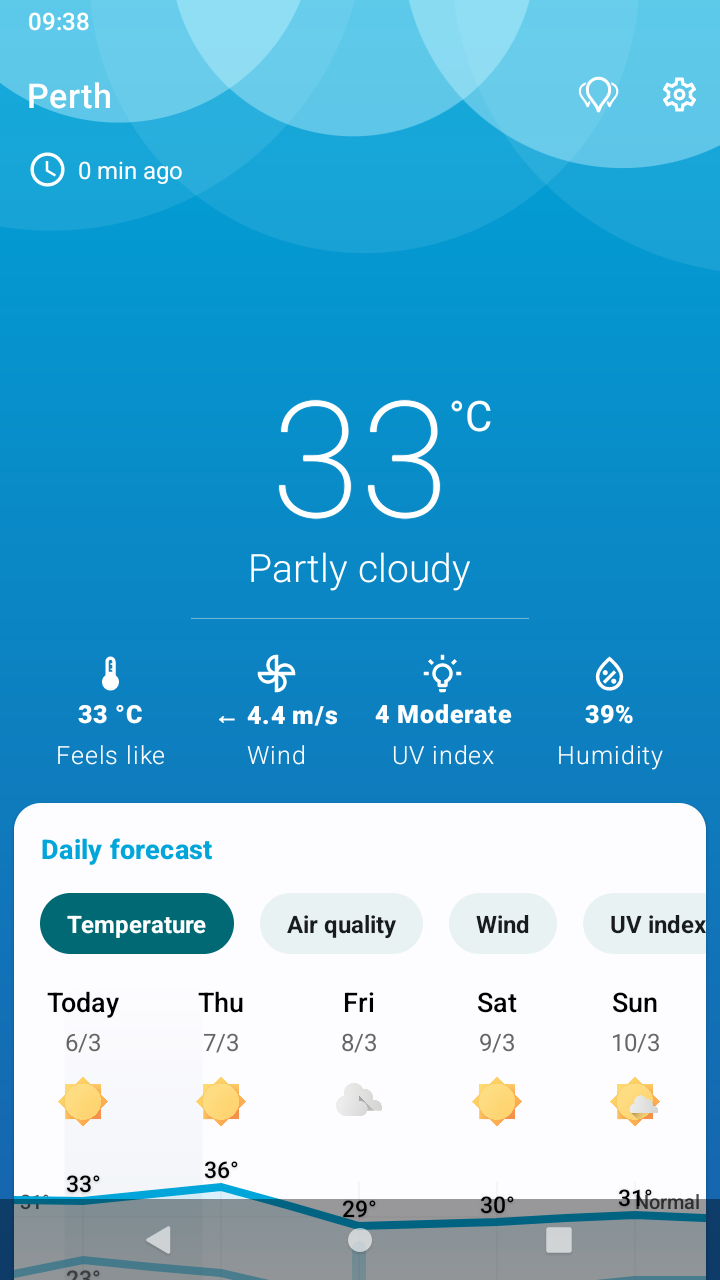 09:38
Perth
0 min ago
33 °C
Partly cloudy
33 °C ← 4.4 m/s 4 Moderate 39%
Feels like Wind UV index Humidity
Daily forecast
Temperature Air quality Wind UV index
Today Thu Fri Sat Sun
6/3 7/3 8/3 9/3 10/3
33° 36° 29° 30° 31°
31° Normal
23°